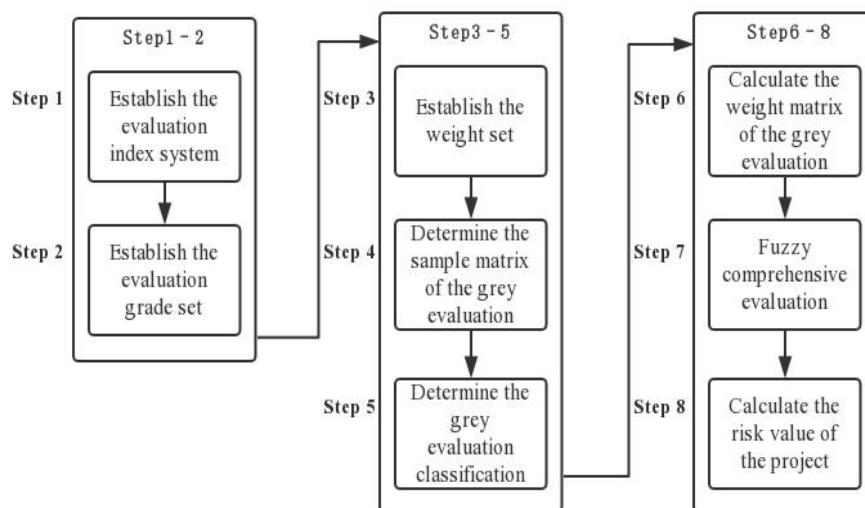 Step1-2
Step 1
Establish the
evaluation
index system
Step 2
Establish the
evaluation
grade set
Step3-5
Step 3
Establish the
weight set
Step 4
Determine the
sample matrix
of the grey
evaluation
Step 5
Determine the
grey
evaluation
classification
Step6-8
Step 6
Calculate the
weight matrix
of the grey
evaluation
Step 7
Fuzzy
comprehensive
evaluation
Step 8
Calculate the
risk value of
the project